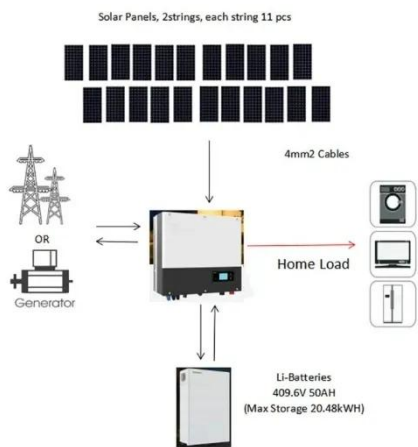 Solar Panels, 2strings, each string 11 pcs
4mm2 Cables
OR
Home Load
Generator
Li-Batteries
409.6V 50AH
(Max Storage 20.48kWH)